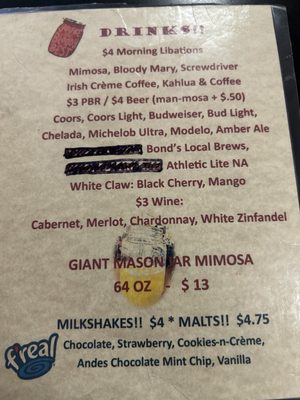 DRINKS!!
$4 Morning Libations
Mimosa, Bloody Mary, Screwdriver
Irish Crème Coffee, Kahlua & Coffee
$3 PBR / $4 Beer (man-mosa + $.50)
Coors, Coors Light, Budweiser, Bud Light,
Chelada, Michelob Ultra, Modelo, Amber Ale
Bond's Local Brews,
Athletic Lite NA
White Claw: Black Cherry, Mango
$3 Wine:
Cabernet, Merlot, Chardonnay, White Zinfandel
GIANT MASON JAR MIMOSA
64 OZ - $ 13
MILKSHAKES!! $4 * MALTS!! $4.75
f'real
Chocolate, Strawberry, Cookies-n-Crème,
Andes Chocolate Mint Chip, Vanilla